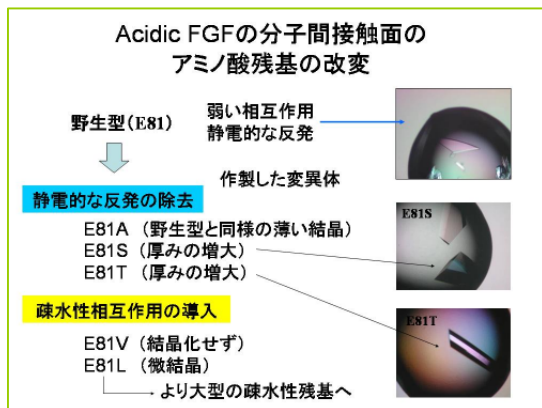 Acidic FGFの分子間接触面の
アミノ酸残基の改変
野生型(E81)
弱い相互作用
静電的な反発
作製した変異体
静電的な反発の除去
E81A (野生型と同様の薄い結晶)
E81S (厚みの増大)
E81T (厚みの増大)
疎水性相互作用の導入
E81V (結晶化せず)
E81L (微結晶)
より大型の疎水性残基へ
E81S
E81T